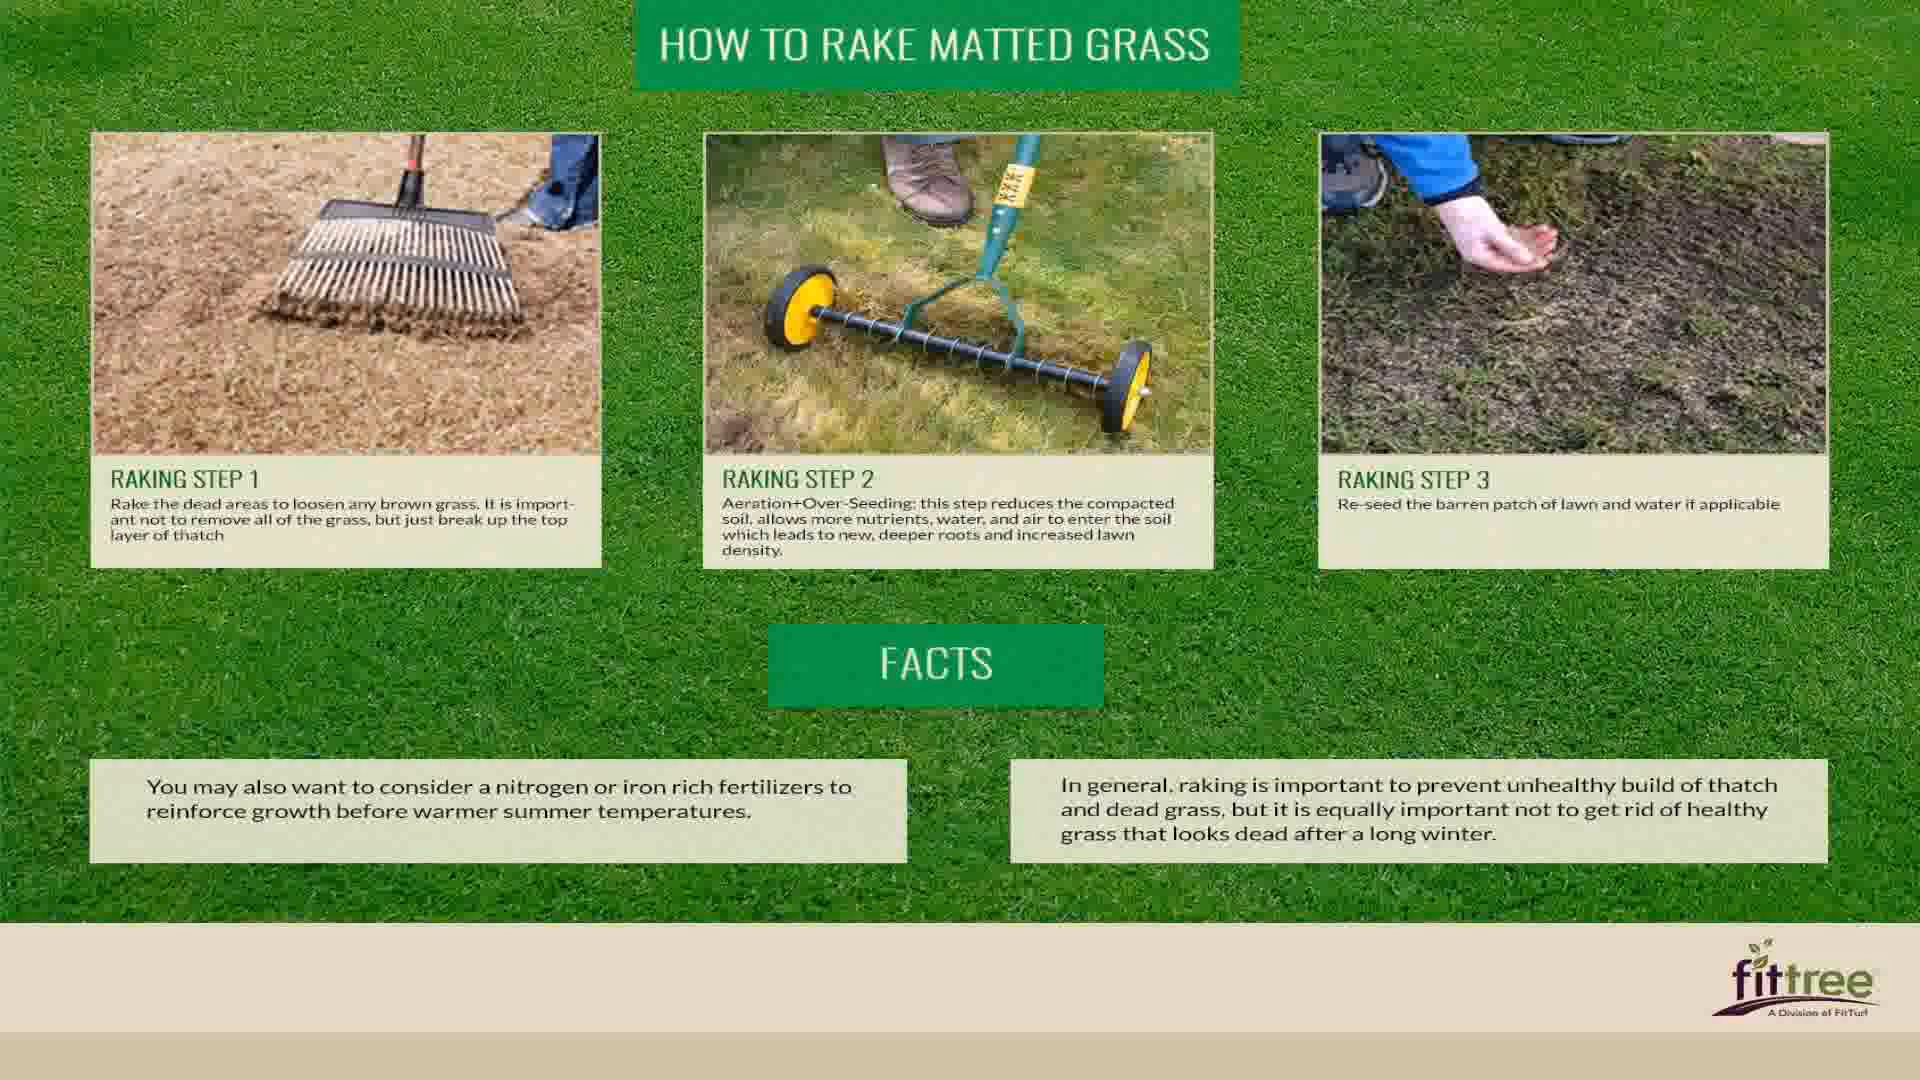 HOW TO RAKE MATTED GRASS
RAKING STEP 1
Rake the dead areas to loosen any brown grass. It is import-
ant not to remove all of the grass, but just break up the top
layer of thatch
RAKING STEP 2
Aeration+Over-Seeding: this step reduces the compacted
soil, allows more nutrients, water, and air to enter the soil
which leads to new, deeper roots and increased lawn
density.
RAKING STEP 3
Re-seed the barren patch of lawn and water if applicable
FACTS
You may also want to consider a nitrogen or iron rich fertilizers to
reinforce growth before warmer summer temperatures.
In general, raking is important to prevent unhealthy build of thatch
and dead grass, but it is equally important not to get rid of healthy
grass that looks dead after a long winter.
fittree
A Division of FitTurf